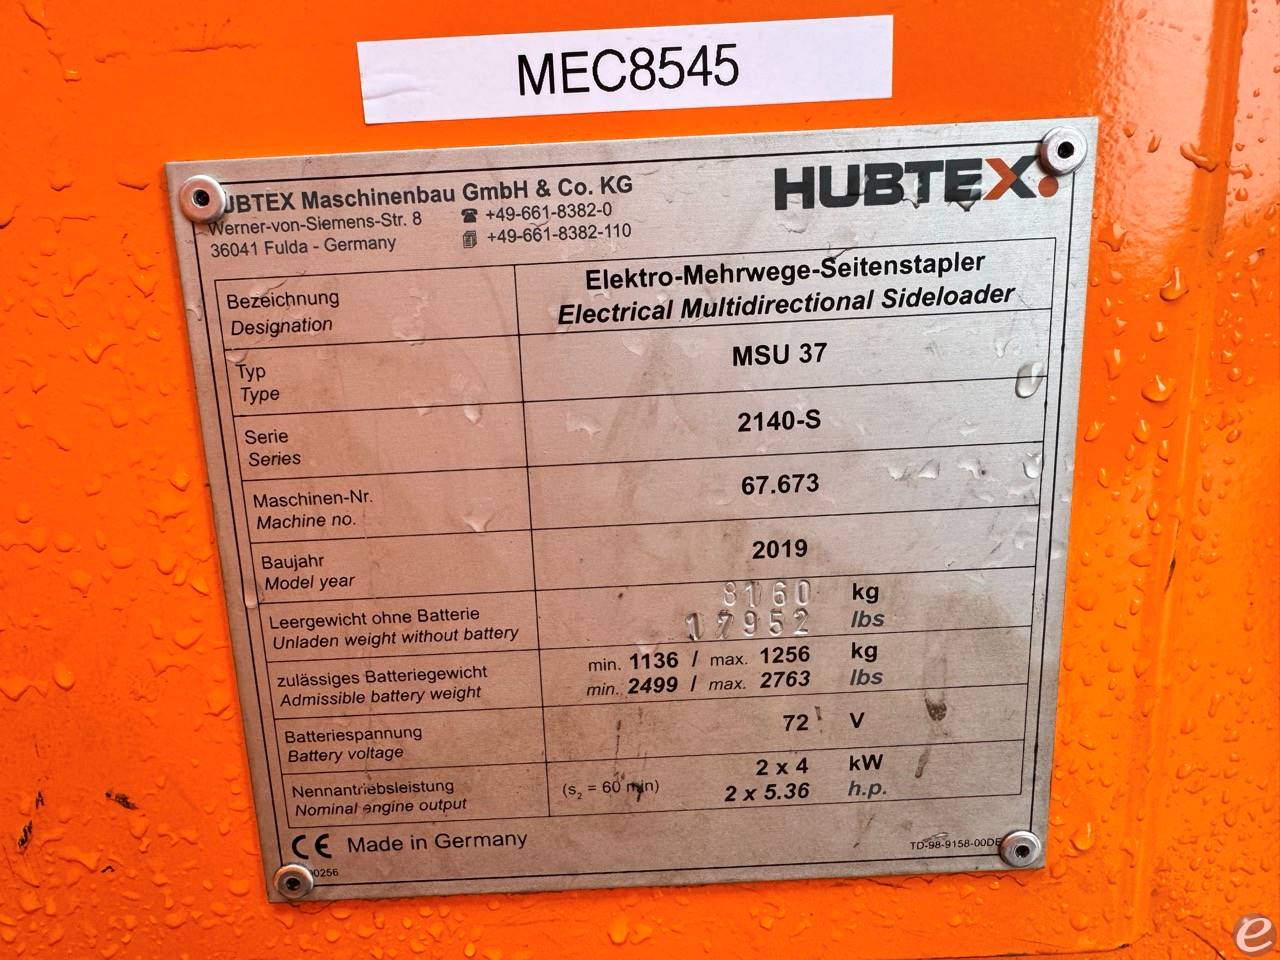 MEC8545
HUBTEX Maschinenbau GmbH & Co. KG
Werner-von-Siemens-Str. 8
36041 Fulda - Germany
+49-661-8382-0
+49-661-8382-110
HUBTEX
Bezeichnung
Designation
Elektro-Mehrwege-Seitenstapler
Electrical Multidirectional Sideloader
Typ
Type
MSU 37
Serie
Series
2140-S
Maschinen-Nr.
Machine no.
67.673
Baujahr
Model year
2019
Leergewicht ohne Batterie
Unladen weight without battery
8160 kg
17952 lbs
zulässiges Batteriegewicht
Admissible battery weight
min. 1136 / max. 1256 kg
min. 2499 / max. 2763 lbs
Batteriespannung
Battery voltage
72 V
Nennantriebsleistung
Nominal engine output
(s₂ = 60 min)
2 x 4 kW
2 x 5.36 h.p.
CE Made in Germany
TD-98-9158-00DE
00256
e